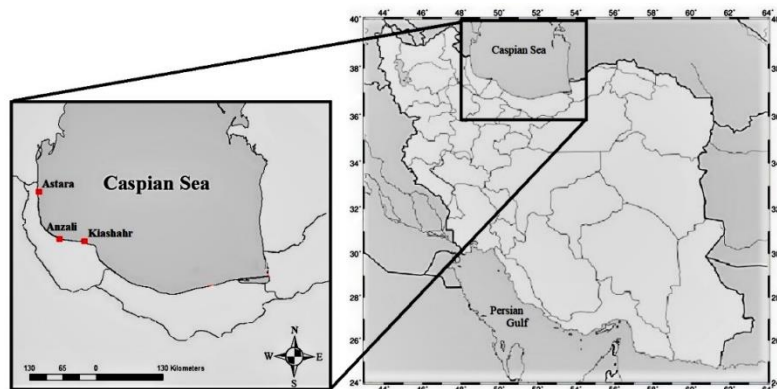 44° 46° 48° 50° 52° 54° 56° 58° 60° 62° 64°
40°
38°
36°
34°
32°
30°
28°
26°
24°
Caspian Sea
Persian
Gulf
Caspian Sea
Astara
Anzali
Kiashahr
130 65 0 130 Kilometers
N
W E
S